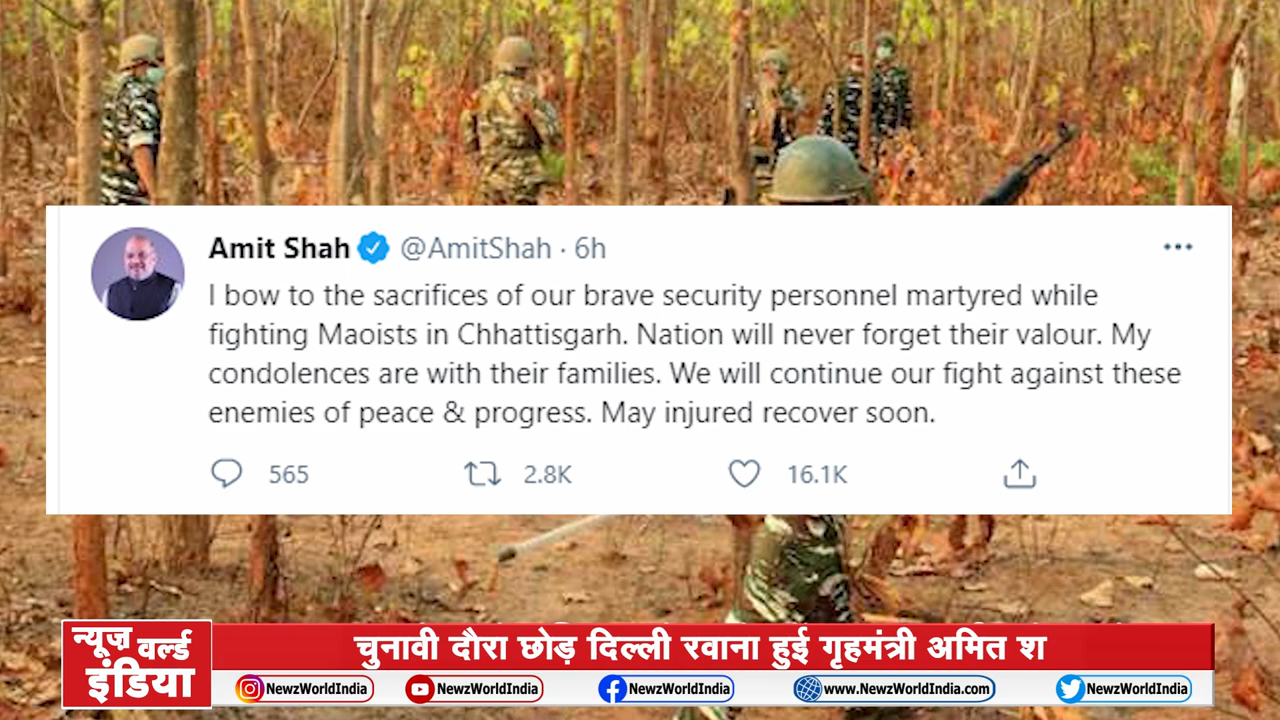 Amit Shah @AmitShah · 6h
I bow to the sacrifices of our brave security personnel martyred while
fighting Maoists in Chhattisgarh. Nation will never forget their valour. My
condolences are with their families. We will continue our fight against these
enemies of peace & progress. May injured recover soon.
565 2.8K 16.1K
न्यूज़ वर्ल्ड
इंडिया
चुनावी दौरा छोड़ दिल्ली रवाना हुई गृहमंत्री अमित श
NewzWorldIndia NewzWorldIndia NewzWorldIndia www.NewzWorldIndia.com NewzWorldIndia